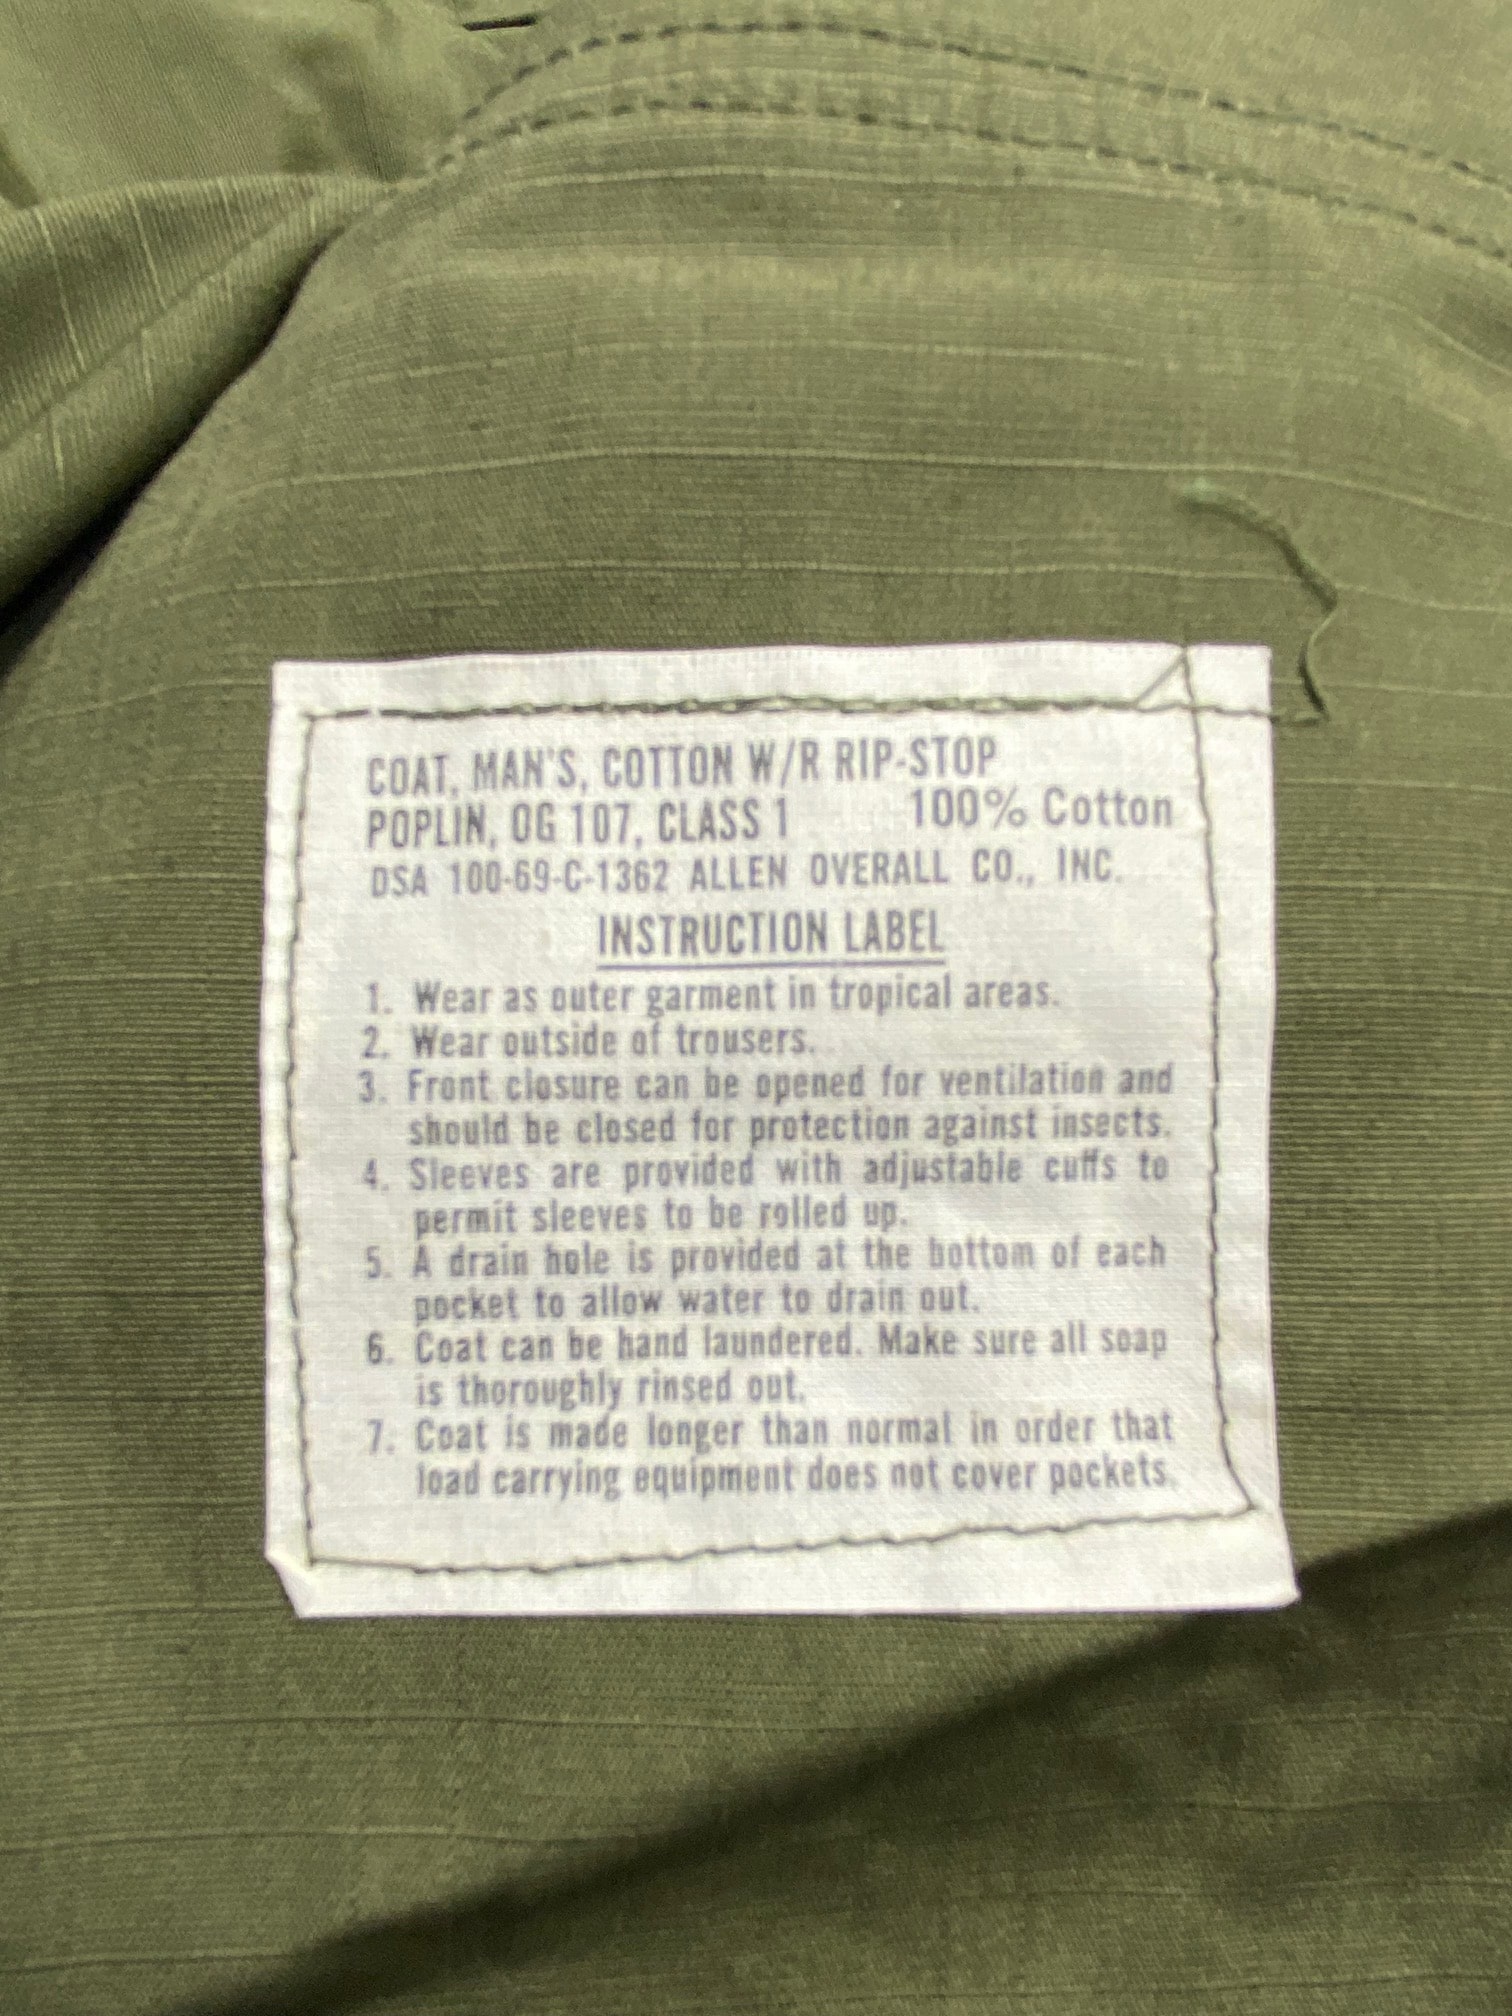 COAT, MAN'S, COTTON W/R RIP-STOP
POPLIN, OG 107, CLASS 1 100% Cotton
DSA 100-69-C-1362 ALLEN OVERALL CO., INC.
INSTRUCTION LABEL
1. Wear as outer garment in tropical areas.
2. Wear outside of trousers.
3. Front closure can be opened for ventilation and
should be closed for protection against insects.
4. Sleeves are provided with adjustable cuffs to
permit sleeves to be rolled up.
5. A drain hole is provided at the bottom of each
pocket to allow water to drain out.
6. Coat can be hand laundered. Make sure all soap
is thoroughly rinsed out.
7. Coat is made longer than normal in order that
load carrying equipment does not cover pockets.